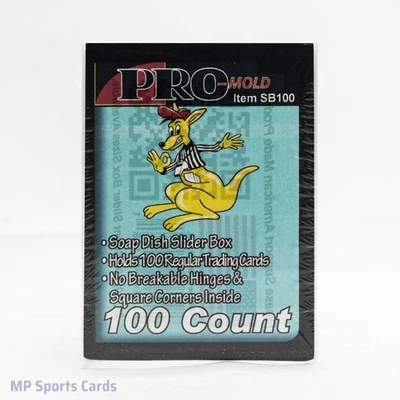 PRO-MOLD
Item SB100
• Soap Dish Slider Box
• Holds 100 Regular Trading Cards
• No Breakable Hinges &
Square Corners Inside
100 Count
MP Sports Cards